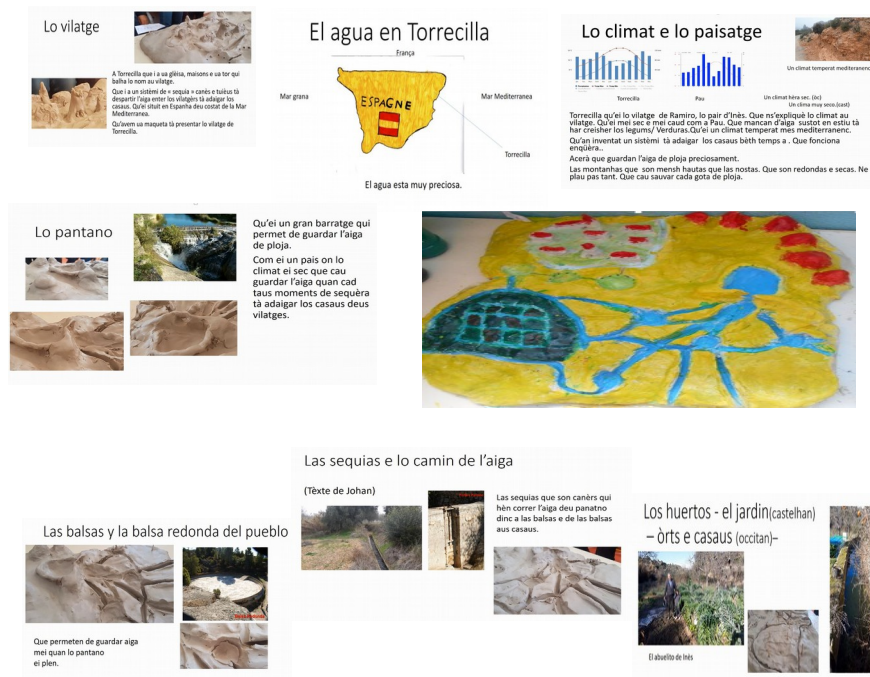 Lo vilatge
A Torrecilla que i a ua glèisa, maisons e ua tor qui
balha lo nom au vilatge.
Que i a un sistèmi de « sequia » canès e tuièus tà
despartir l'aiga enter los vilatgèrs tà adaigar los
casaus. Qu'ei situit en Espanha deu costat de la Mar
Mediterranea.
Qu'avem ua maqueta tà presentar lo vilatge de
Torrecilla.
El agua en Torrecilla
França
Mar grana
ESPAGNE
Mar Mediterranea
Torrecilla
El agua esta muy preciosa.
Lo climat e lo paisatge
Un climat temperat mediteranenc
Torrecilla
Pau
Un climat hèra sec. (òc)
Un clima muy seco.(cast)
Torrecilla qu'ei lo vilatge de Ramiro, lo pair d'Inès. Que ns'expliquè lo climat au
vilatge. Qu'ei mei sec e mei caud com a Pau. Que mancan d'aiga sustot en estiu tà
har creisher los legums/ Verduras.Qu'ei un climat temperat mes mediterranenc.
Qu'an inventat un sistèmi tà adaigar los casaus bèth temps a . Que fonciona
enqüèra..
Acerà que guardan l'aiga de ploja preciosament.
Las montanhas que son mensh hautas que las nostas. Que son redondas e secas. Ne
plau pas tant. Que cau sauvar cada gota de ploja.
Lo pantano
Qu'ei un gran barratge qui
permet de guardar l'aiga
de ploja.
Com ei un pais on lo
climat ei sec que cau
guardar l'aiga quan cad
taus moments de sequèra
tà adaigar los casaus deus
vilatges.
Las sequias e lo camin de l'aiga
(Tèxte de Johan)
Las sequias que son canèrs qui
hèn correr l'aiga deu panatno
dinc a las balsas e de las balsas
aus casaus.
Las balsas y la balsa redonda del pueblo
Que permeten de guardar aiga
mei quan lo pantano
ei plen.
Los huertos - el jardin(castelhan)
– òrts e casaus (occitan)–
El abuelito de Inès